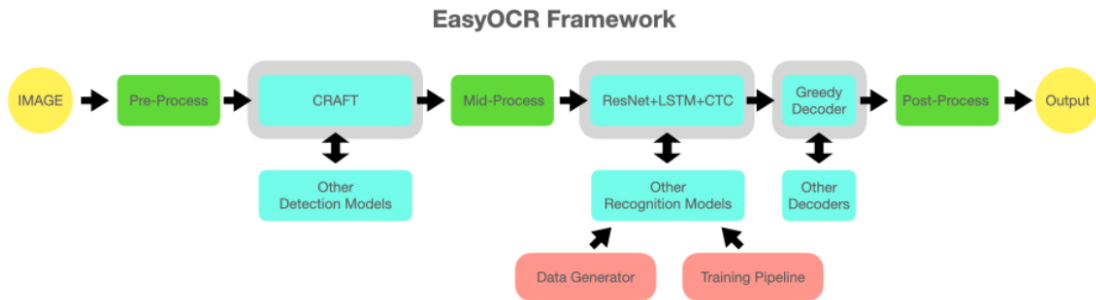 EasyOCR Framework
IMAGE
Pre-Process
CRAFT
Mid-Process
ResNet+LSTM+CTC
Greedy
Decoder
Post-Process
Output
Other
Detection Models
Other
Recognition Models
Other
Decoders
Data Generator
Training Pipeline